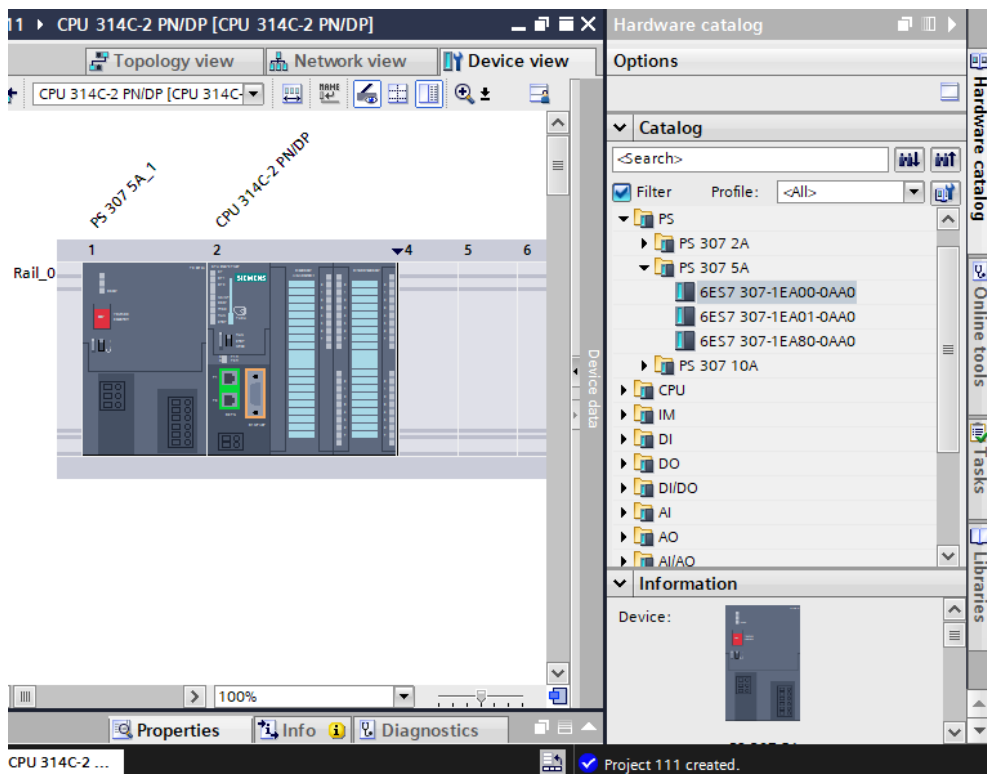 11 ▸ CPU 314C-2 PN/DP [CPU 314C-2 PN/DP]
Topology view
Network view
Device view
CPU 314C-2 PN/DP [CPU 314C-
NAME
100%
PS 307 5A_1
CPU 314C-2 PN/DP
1 2 4 5 6
Rail_0
SIEMENS
Device data
100%
Properties
Info
Diagnostics
CPU 314C-2 ...
Project 111 created.
Hardware catalog
Options
Catalog
<Search>
Filter
Profile:
<All>
PS
PS 307 2A
PS 307 5A
6ES7 307-1EA00-0AA0
6ES7 307-1EA01-0AA0
6ES7 307-1EA80-0AA0
PS 307 10A
CPU
IM
DI
DO
DI/DO
AI
AO
AI/AO
Information
Device:
Hardware catalog
Online tools
Tasks
Libraries